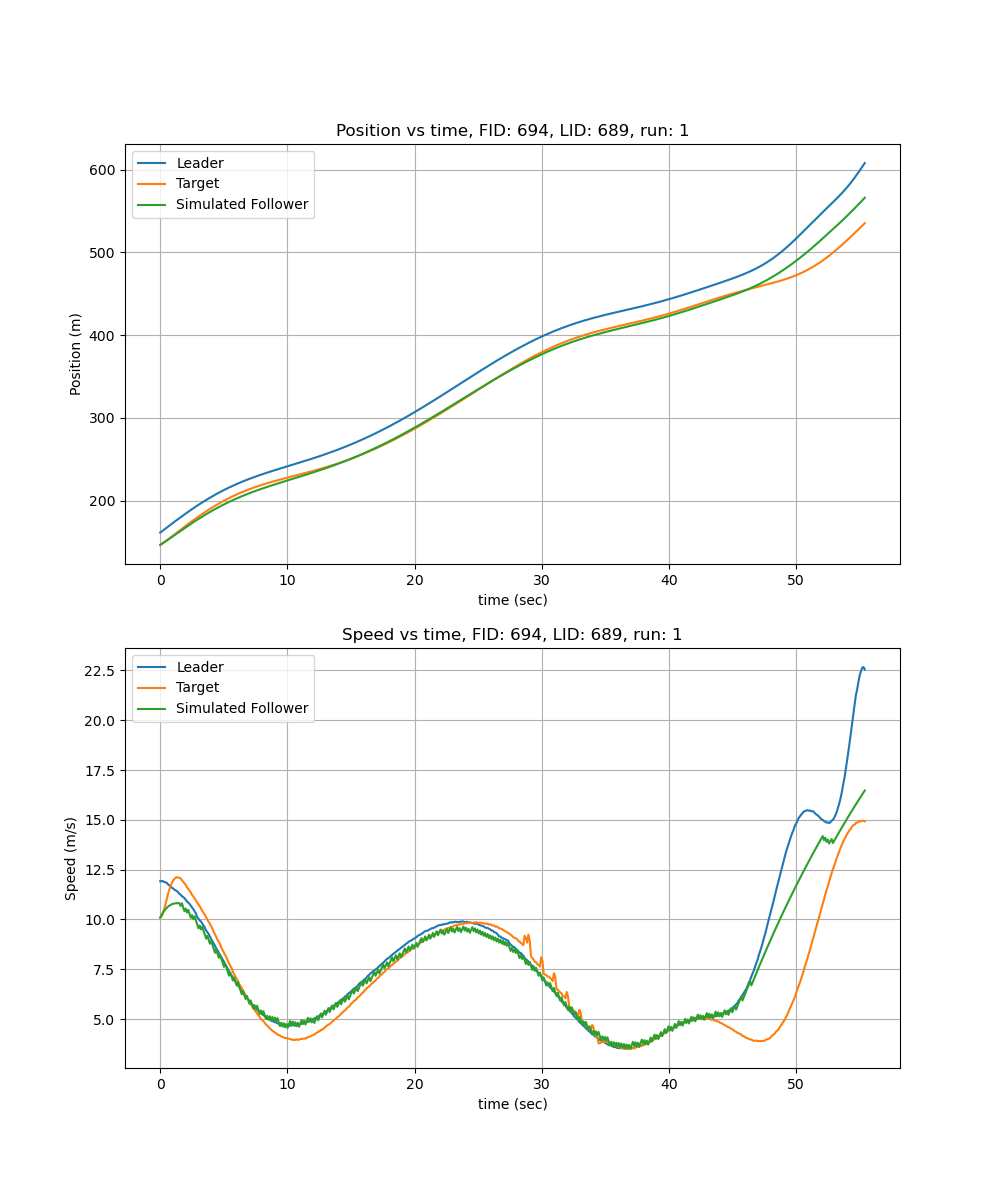 Position vs time, FID: 694, LID: 689, run: 1
Leader
Target
Simulated Follower
600
500
400
300
200
Position (m)
0 10 20 30 40 50
time (sec)
Speed vs time, FID: 694, LID: 689, run: 1
Leader
Target
Simulated Follower
22.5
20.0
17.5
15.0
12.5
10.0
7.5
5.0
Speed (m/s)
0 10 20 30 40 50
time (sec)